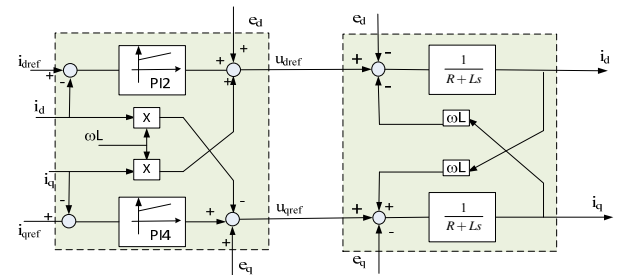 e_d
e_d
i_dref
+
-
PI2
+
+
+
u_dref
+
-
-
1
R+Ls
i_d
i_d
X
ωL
ωL
X
ωL
i_q
-
i_qref
+
PI4
+
-
+
u_qref
+
+
-
1
R+Ls
i_q
e_q
e_q